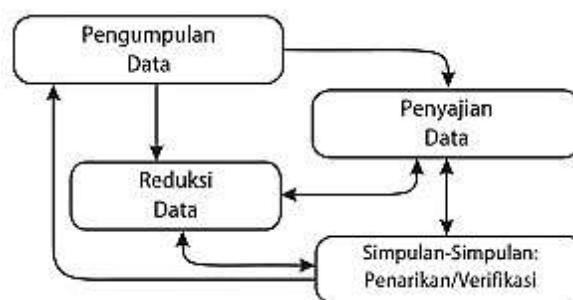 Pengumpulan
Data
Penyajian
Data
Reduksi
Data
Simpulan-Simpulan:
Penarikan/Verifikasi